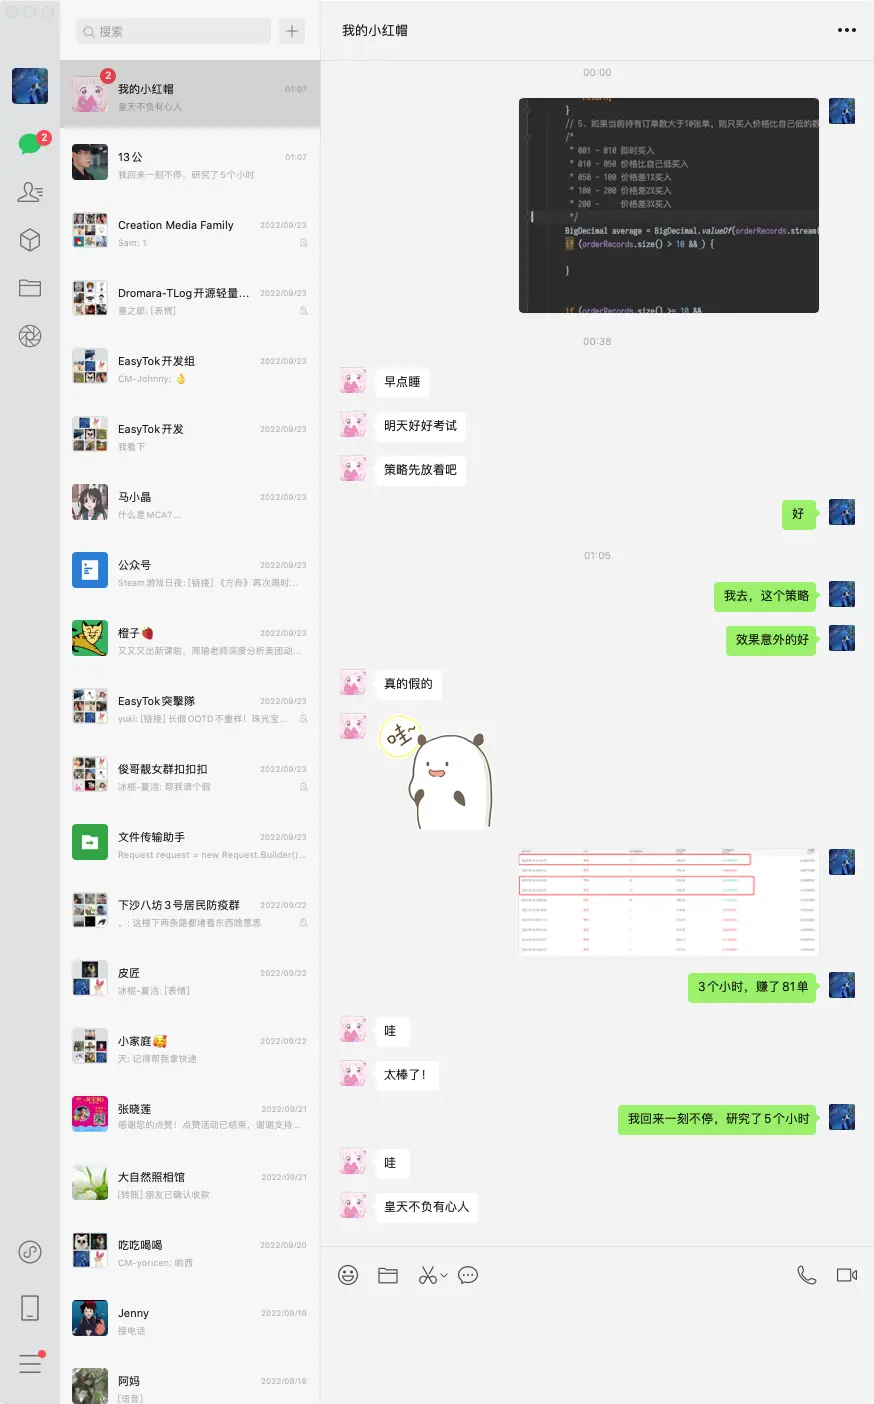 搜索
我的小红帽
01:07
皇天不负有心人
2
2
13公
01:07
我回来一刻不停，研究了5个小时
Creation Media Family
2022/09/23
Sam: 1
Dromara-TLog开源轻量...
2022/09/23
喜之郎: [表情]
EasyTok开发组
2022/09/23
CM-Johnny: 👌
EasyTok开发
2022/09/23
我看下
马小晶
2022/09/23
什么是MCA? ...
公众号
2022/09/23
Steam游戏日夜: [链接]《方舟》再次限时...
橙子🍓
2022/09/23
又又又出新课啦，周瑜老师深度分析美团动...
EasyTok突擊隊
2022/09/23
yuki: [链接] 长假OOTD不重样！珠光宝...
俊哥靓女群扣扣扣
2022/09/23
冰棍-夏洁: 帮我请个假
文件传输助手
2022/09/23
Request request = new Request.Builder()...
下沙八坊3号居民防疫群
2022/09/22
。: 这楼下两条路都堵着东西啥意思
皮匠
2022/09/22
冰棍-夏洁: [表情]
小家庭🥰
2022/09/22
天: 记得帮我拿快递
张晓莲
2022/09/21
感谢您的点赞！点赞活动已结束，谢谢支持...
大自然照相馆
2022/09/21
[转账] 朋友已确认收款
吃吃喝喝
2022/09/20
CM-yoricen: 哟西
Jenny
2022/09/19
接电话
阿妈
2022/09/18
[语音]
我的小红帽
00:00
return;
}
// 5、如果当前持有订单数大于10张单，则只买入价格比自己低的数
/*
* 001 - 010 即时买入
* 010 - 050 价格比自己低买入
* 050 - 100 价格差1%买入
* 100 - 200 价格差2%买入
* 200 - 价格差3%买入
*/
BigDecimal average = BigDecimal.valueOf(orderRecords.stream(
if (orderRecords.size() > 10 && ) {
}
if (orderRecords.size() >= 10 &&
00:38
早点睡
明天好好考试
策略先放着吧
好
01:05
我去，这个策略
效果意外的好
真的假的
哇~
3个小时，赚了81单
哇
太棒了！
我回来一刻不停，研究了5个小时
哇
皇天不负有心人